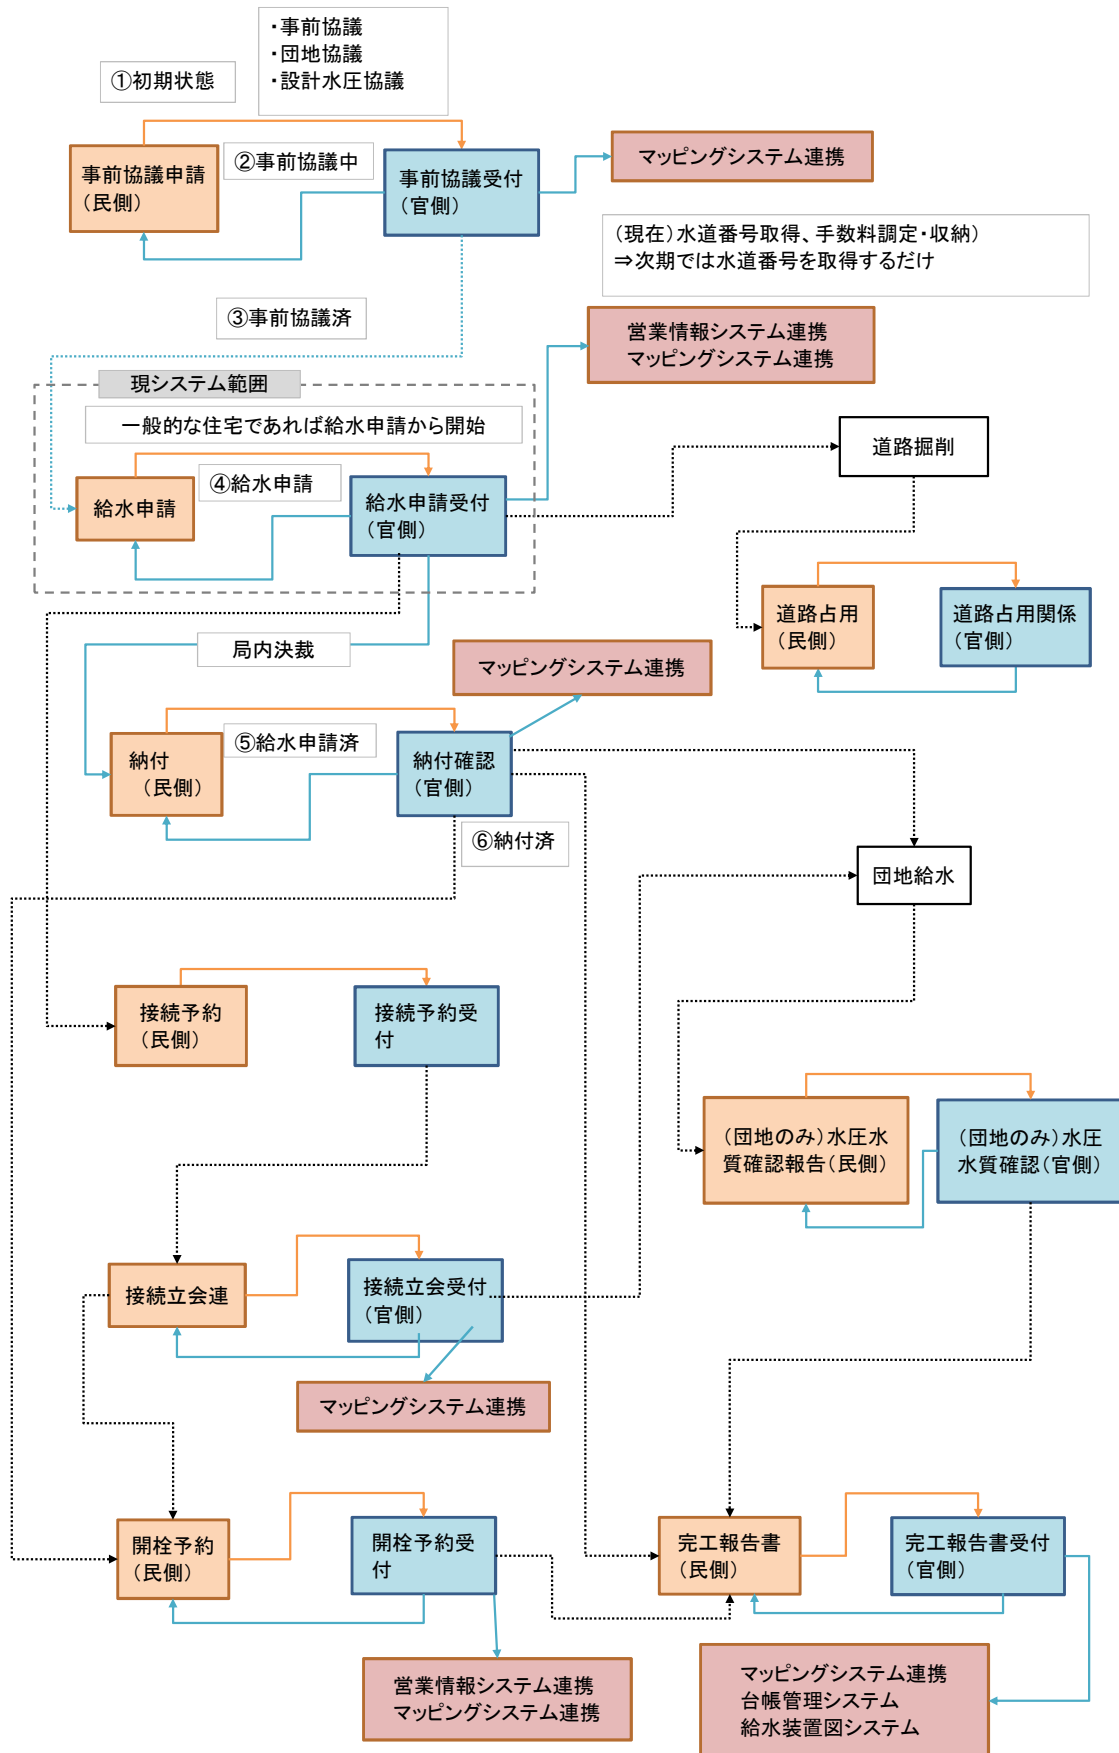 ・事前協議
・団地協議
・設計水圧協議
①初期状態
②事前協議中
事前協議申請
(民側)
事前協議受付
(官側)
マッピングシステム連携
(現在)水道番号取得、手数料調定・収納)
⇒次期では水道番号を取得するだけ
③事前協議済
営業情報システム連携
マッピングシステム連携
現システム範囲
一般的な住宅であれば給水申請から開始
④給水申請
給水申請
給水申請受付
(官側)
道路掘削
道路占用
(民側)
道路占用関係
(官側)
局内決裁
マッピングシステム連携
⑤給水申請済
納付
(民側)
納付確認
(官側)
⑥納付済
団地給水
接続予約
(民側)
接続予約受
付
(団地のみ)水圧水
質確認報告(民側)
(団地のみ)水圧
水質確認(官側)
接続立会連
接続立会受付
(官側)
マッピングシステム連携
開栓予約
(民側)
開栓予約受
付
完工報告書
(民側)
完工報告書受付
(官側)
営業情報システム連携
マッピングシステム連携
マッピングシステム連携
台帳管理システム
給水装置図システム